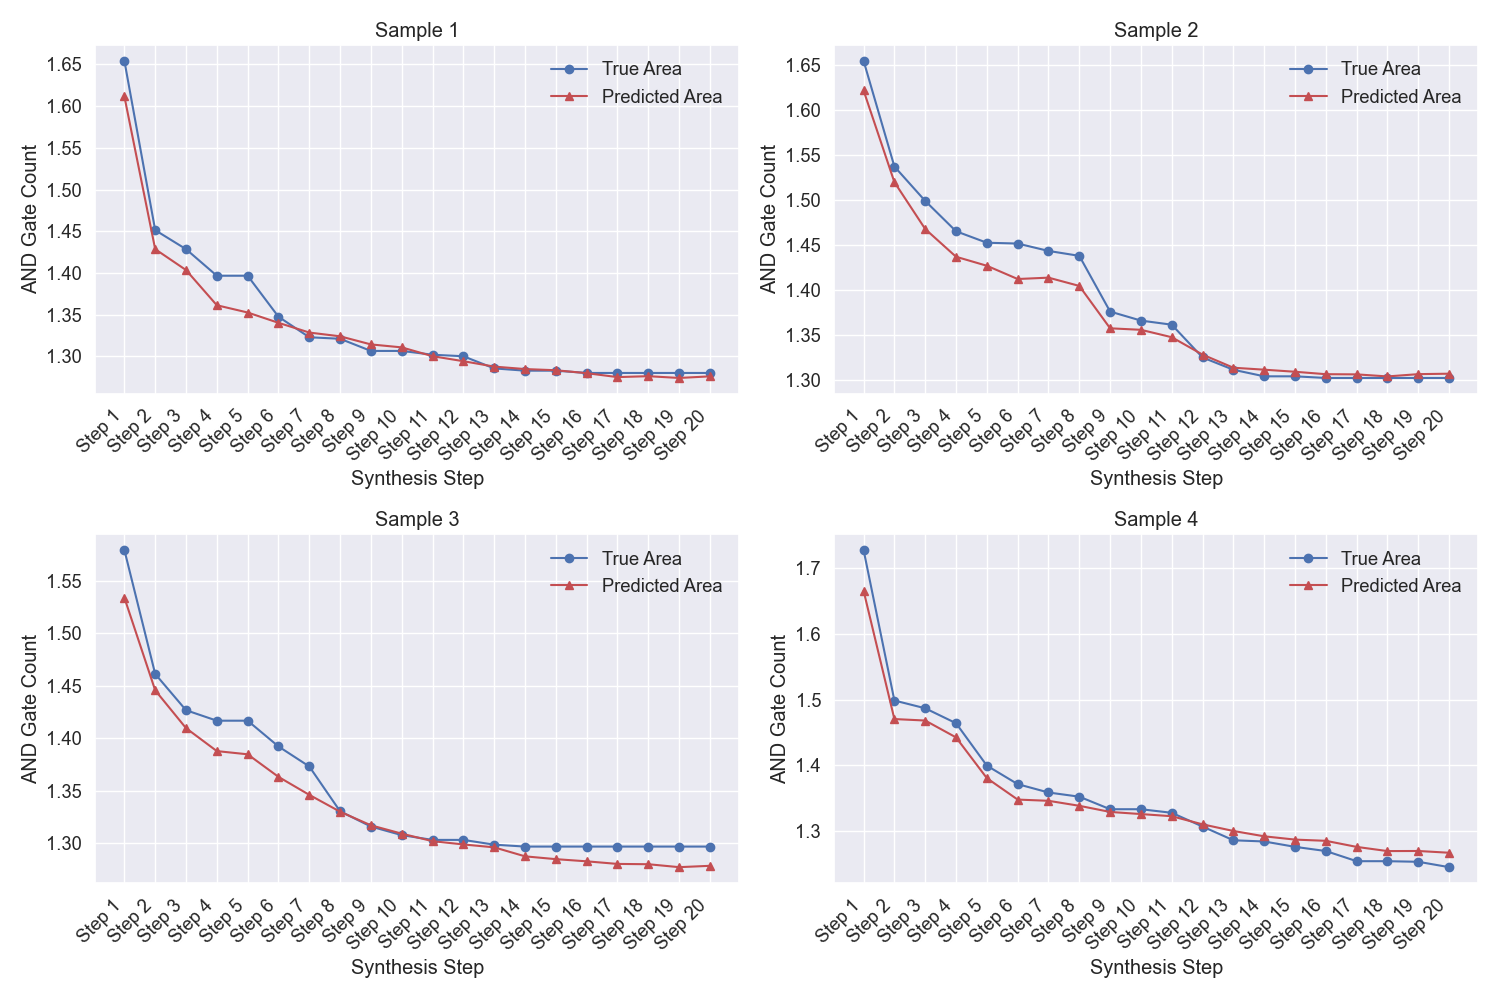 Sample 1
True Area
Predicted Area
1.65
1.60
1.55
1.50
1.45
1.40
1.35
1.30
AND Gate Count
Step 1
Step 2
Step 3
Step 4
Step 5
Step 6
Step 7
Step 8
Step 9
Step 10
Step 11
Step 12
Step 13
Step 14
Step 15
Step 16
Step 17
Step 18
Step 19
Step 20
Synthesis Step
Sample 2
True Area
Predicted Area
1.65
1.60
1.55
1.50
1.45
1.40
1.35
1.30
AND Gate Count
Step 1
Step 2
Step 3
Step 4
Step 5
Step 6
Step 7
Step 8
Step 9
Step 10
Step 11
Step 12
Step 13
Step 14
Step 15
Step 16
Step 17
Step 18
Step 19
Step 20
Synthesis Step
Sample 3
True Area
Predicted Area
1.55
1.50
1.45
1.40
1.35
1.30
AND Gate Count
Step 1
Step 2
Step 3
Step 4
Step 5
Step 6
Step 7
Step 8
Step 9
Step 10
Step 11
Step 12
Step 13
Step 14
Step 15
Step 16
Step 17
Step 18
Step 19
Step 20
Synthesis Step
Sample 4
True Area
Predicted Area
1.7
1.6
1.5
1.4
1.3
AND Gate Count
Step 1
Step 2
Step 3
Step 4
Step 5
Step 6
Step 7
Step 8
Step 9
Step 10
Step 11
Step 12
Step 13
Step 14
Step 15
Step 16
Step 17
Step 18
Step 19
Step 20
Synthesis Step